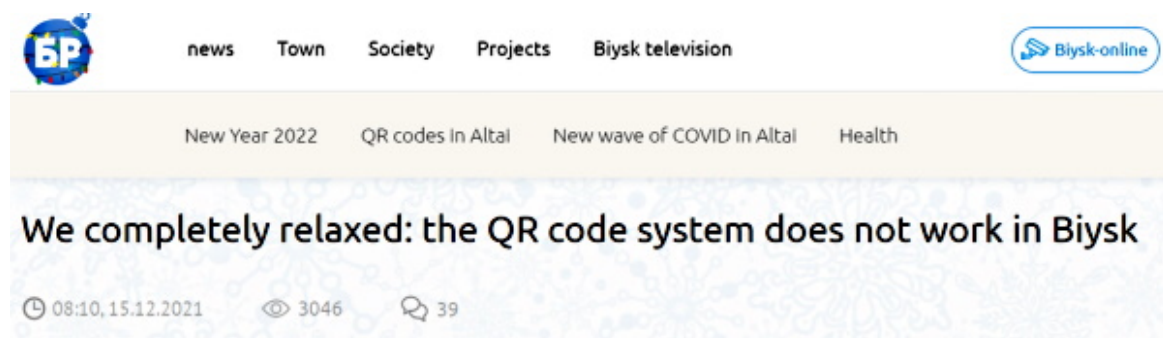 БР news Town Society Projects Biysk television Biysk-online
New Year 2022 QR codes in Altai New wave of COVID in Altai Health
We completely relaxed: the QR code system does not work in Biysk
08:10, 15.12.2021 3046 39